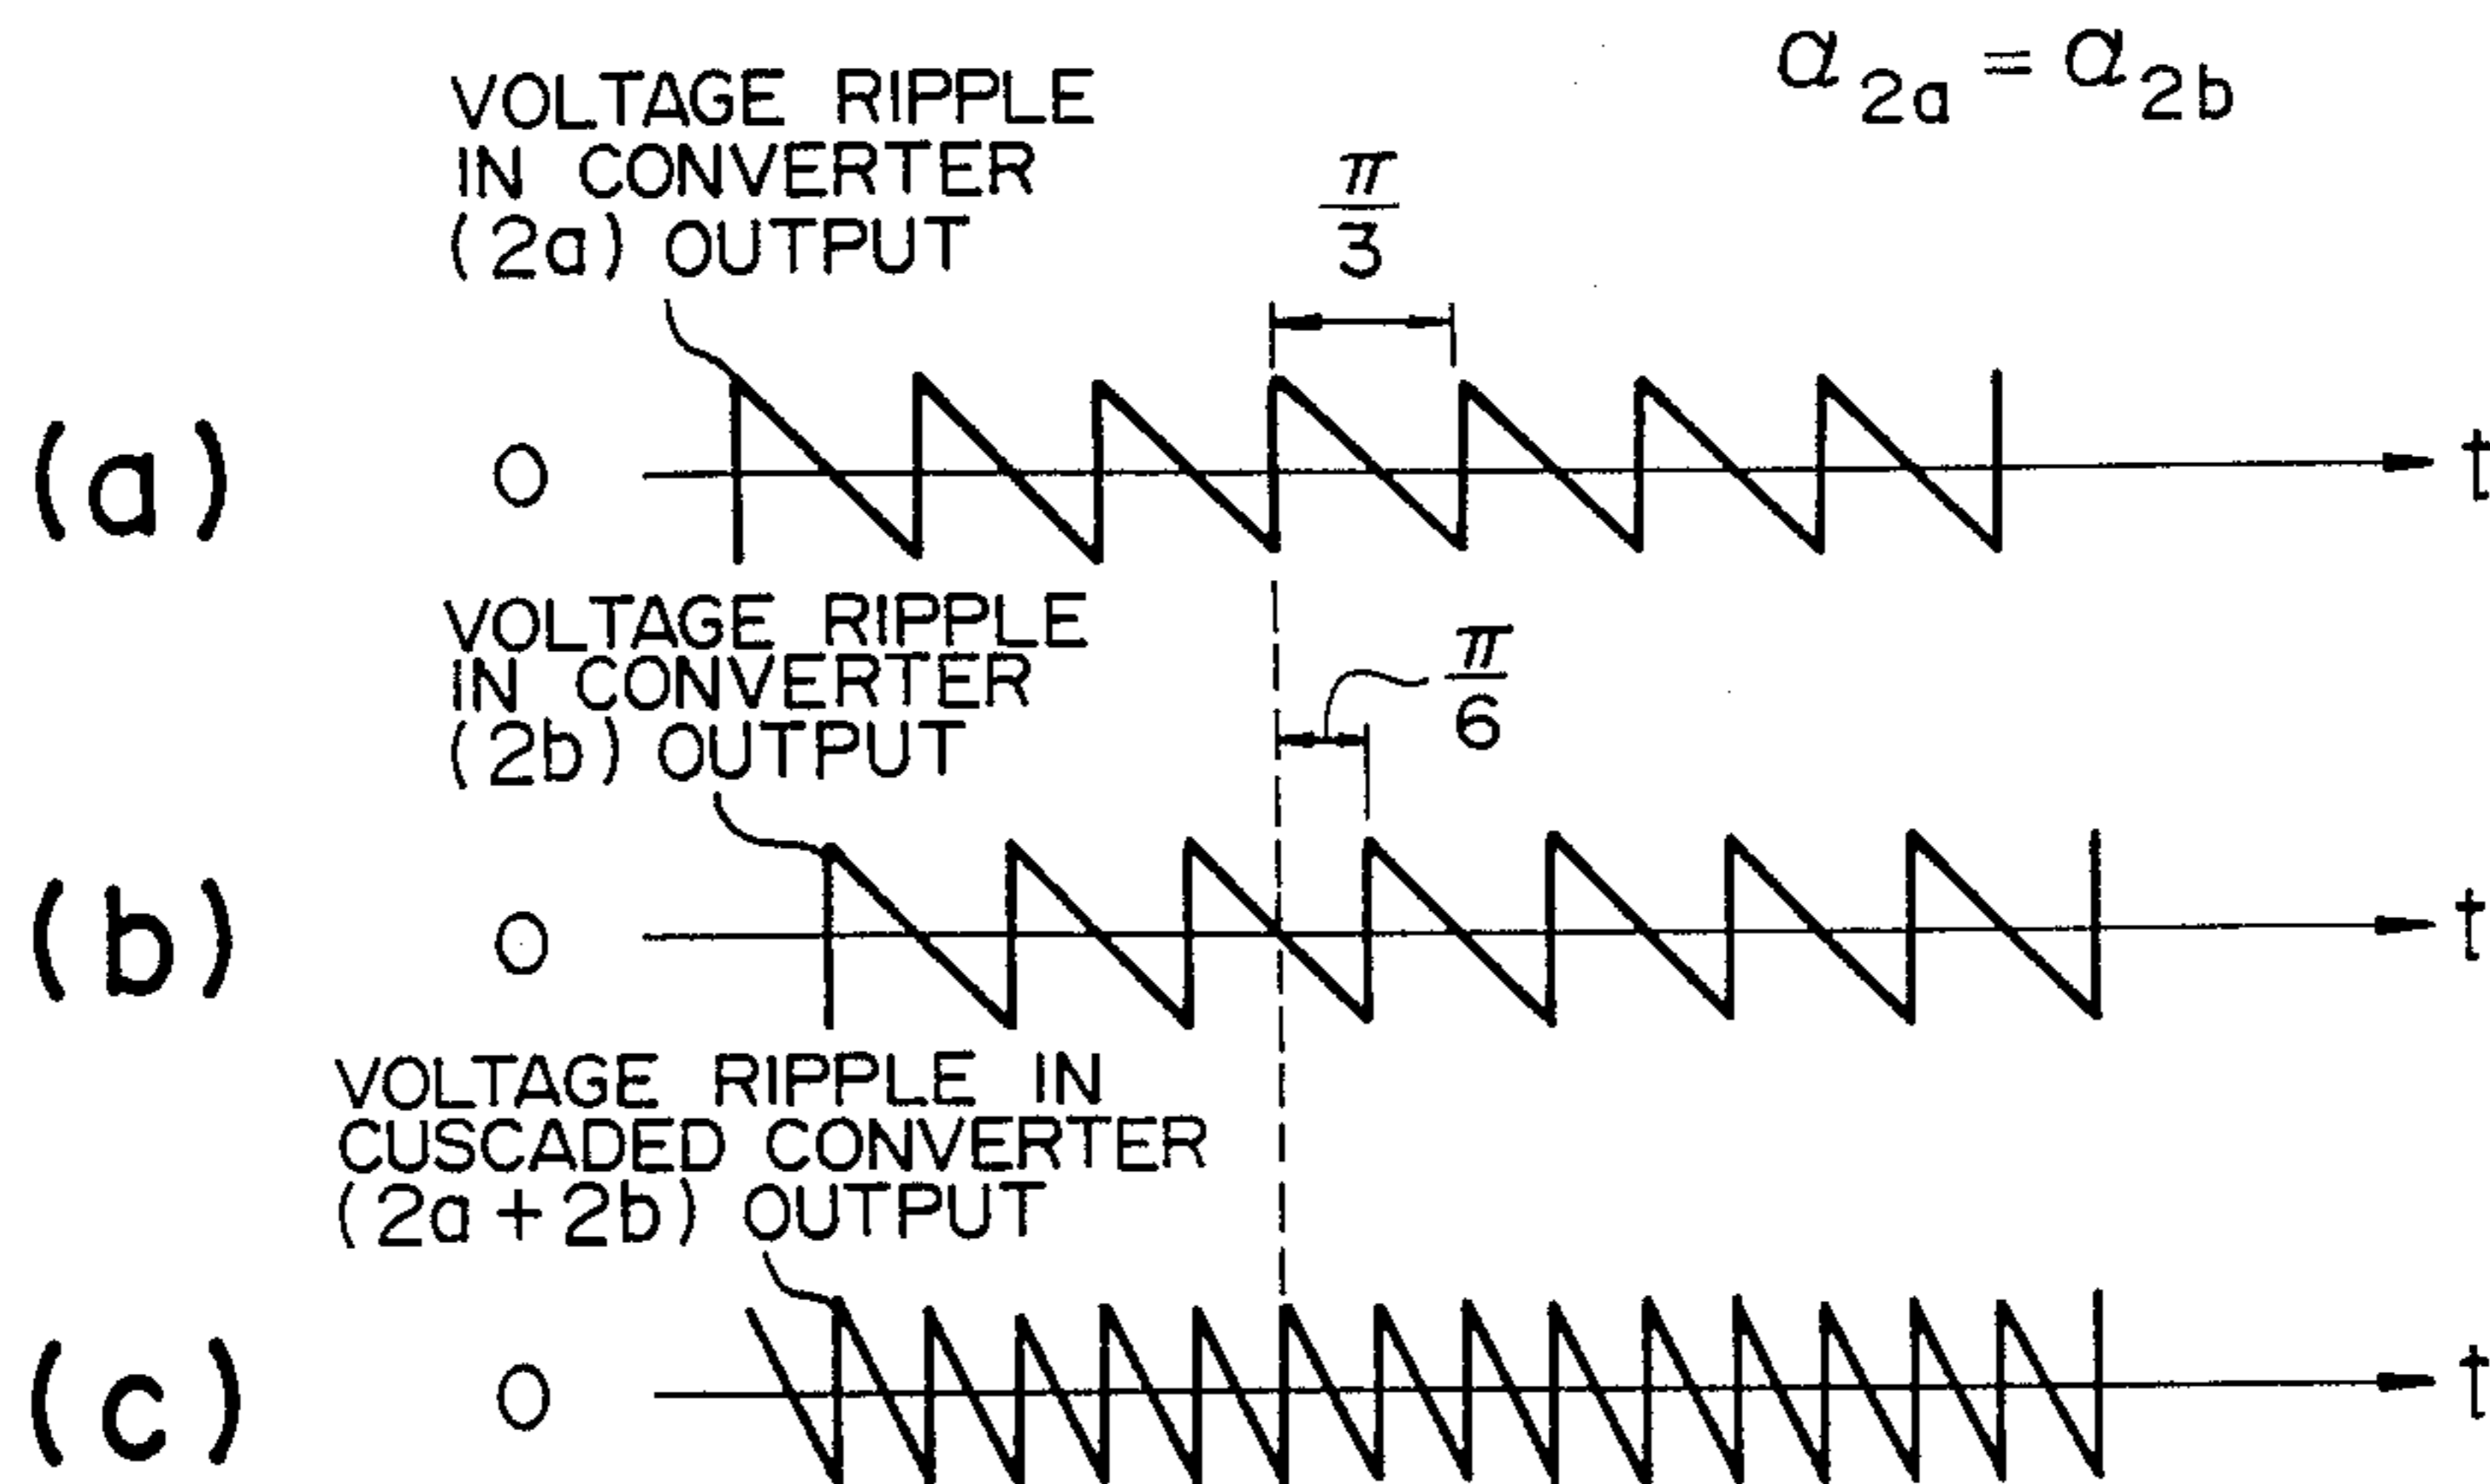 α2a = α2b
VOLTAGE RIPPLE
IN CONVERTER
(2a) OUTPUT
π
3
(a)
O
t
VOLTAGE RIPPLE
IN CONVERTER
(2b) OUTPUT
π
6
(b)
O
t
VOLTAGE RIPPLE IN
CUSCADED CONVERTER
(2a+2b) OUTPUT
(c)
O
t